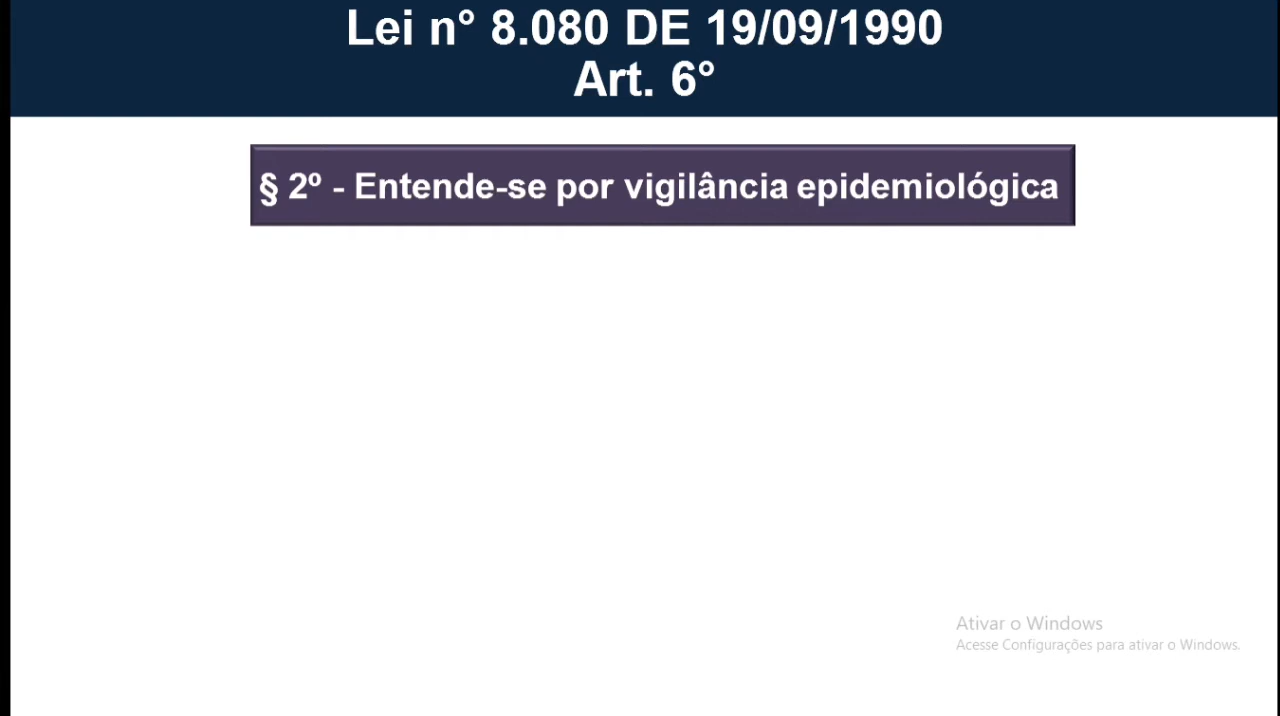 Lei n° 8.080 DE 19/09/1990
Art. 6°
§ 2º - Entende-se por vigilância epidemiológica
Ativar o Windows
Acesse Configurações para ativar o Windows.